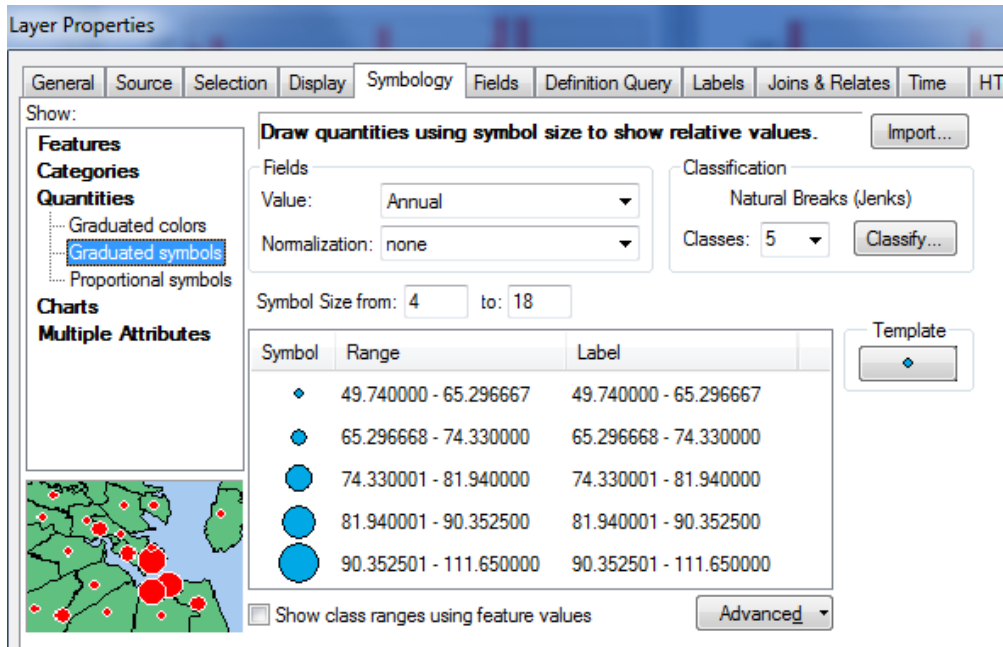 Layer Properties
General Source Selection Display Symbology Fields Definition Query Labels Joins & Relates Time HT
Show:
Features
Categories
Quantities
Graduated colors
Graduated symbols
Proportional symbols
Charts
Multiple Attributes
Draw quantities using symbol size to show relative values.
Import...
Fields
Value: Annual
Normalization: none
Classification
Natural Breaks (Jenks)
Classes: 5 Classify...
Symbol Size from: 4 to: 18
Template
Symbol Range Label
49.740000 - 65.296667 49.740000 - 65.296667
65.296668 - 74.330000 65.296668 - 74.330000
74.330001 - 81.940000 74.330001 - 81.940000
81.940001 - 90.352500 81.940001 - 90.352500
90.352501 - 111.650000 90.352501 - 111.650000
Show class ranges using feature values
Advanced